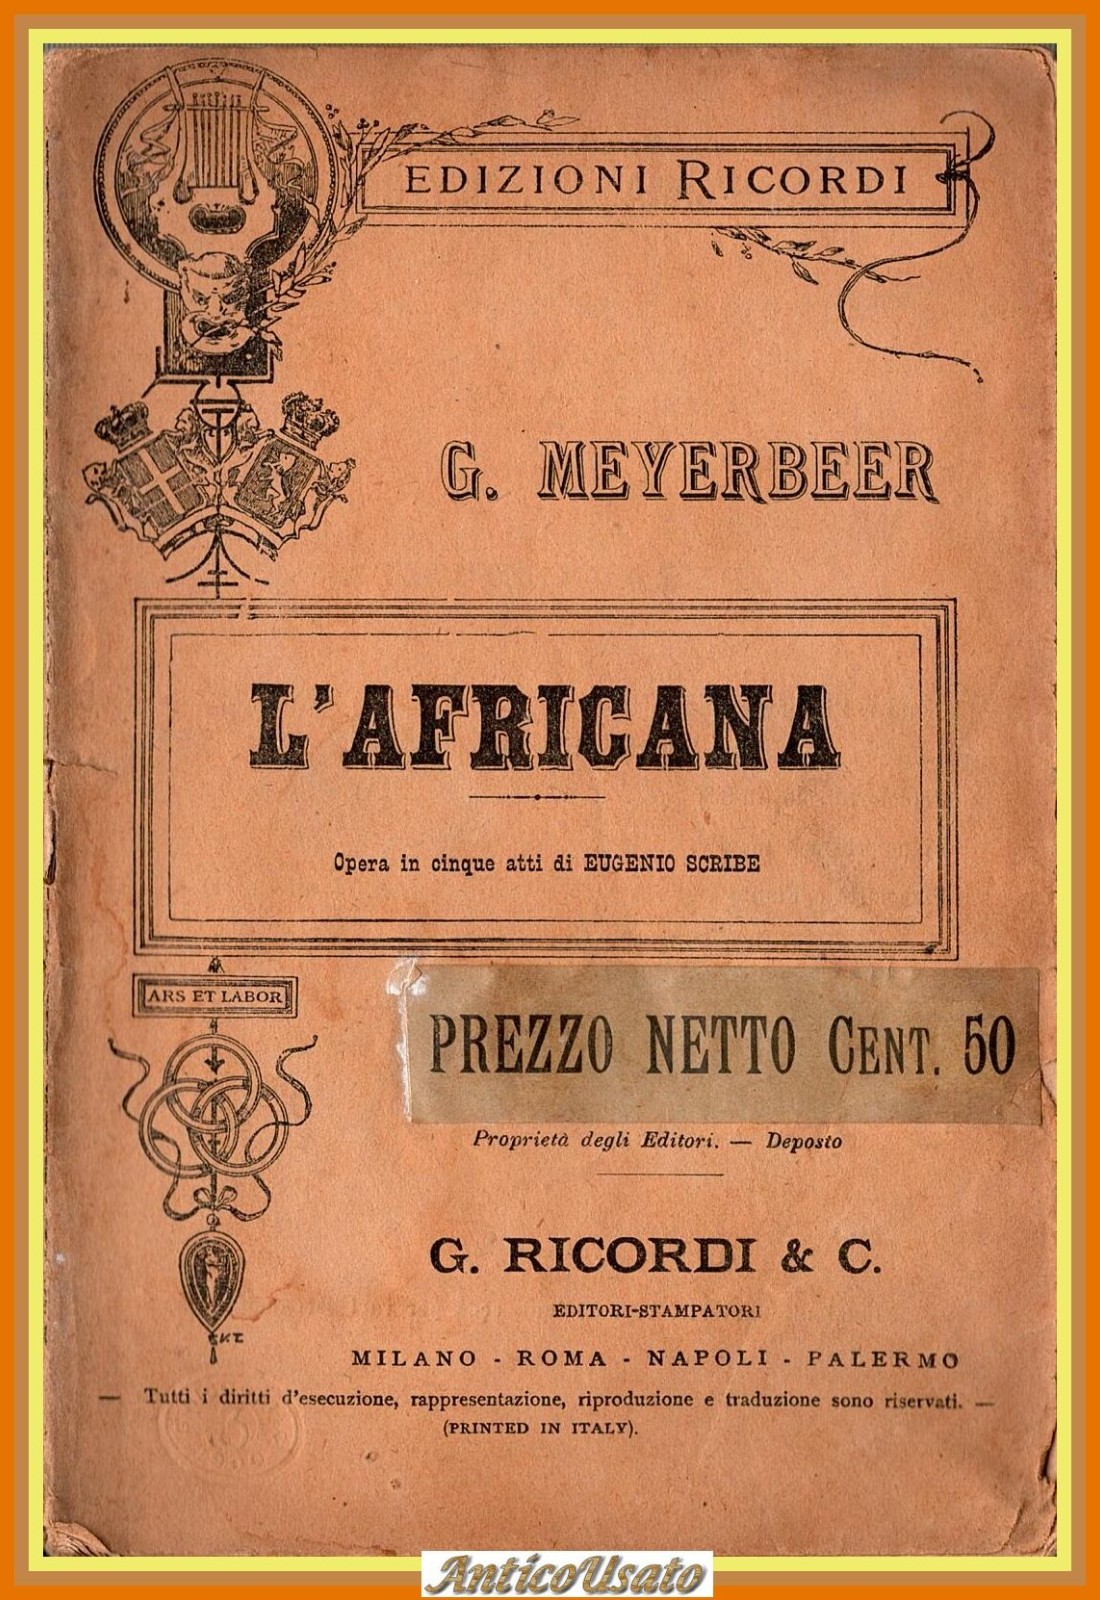 EDIZIONI RICORDI
G. MEYERBEER
L'AFRICANA
Opera in cinque atti di EUGENIO SCRIBE
ARS ET LABOR
PREZZO NETTO CENT. 50
Proprietà degli Editori. — Deposto
G. RICORDI & C.
EDITORI-STAMPATORI
MILANO - ROMA - NAPOLI - PALERMO
— Tutti i diritti d'esecuzione, rappresentazione, riproduzione e traduzione sono riservati. —
(PRINTED IN ITALY).
AnticoUsato